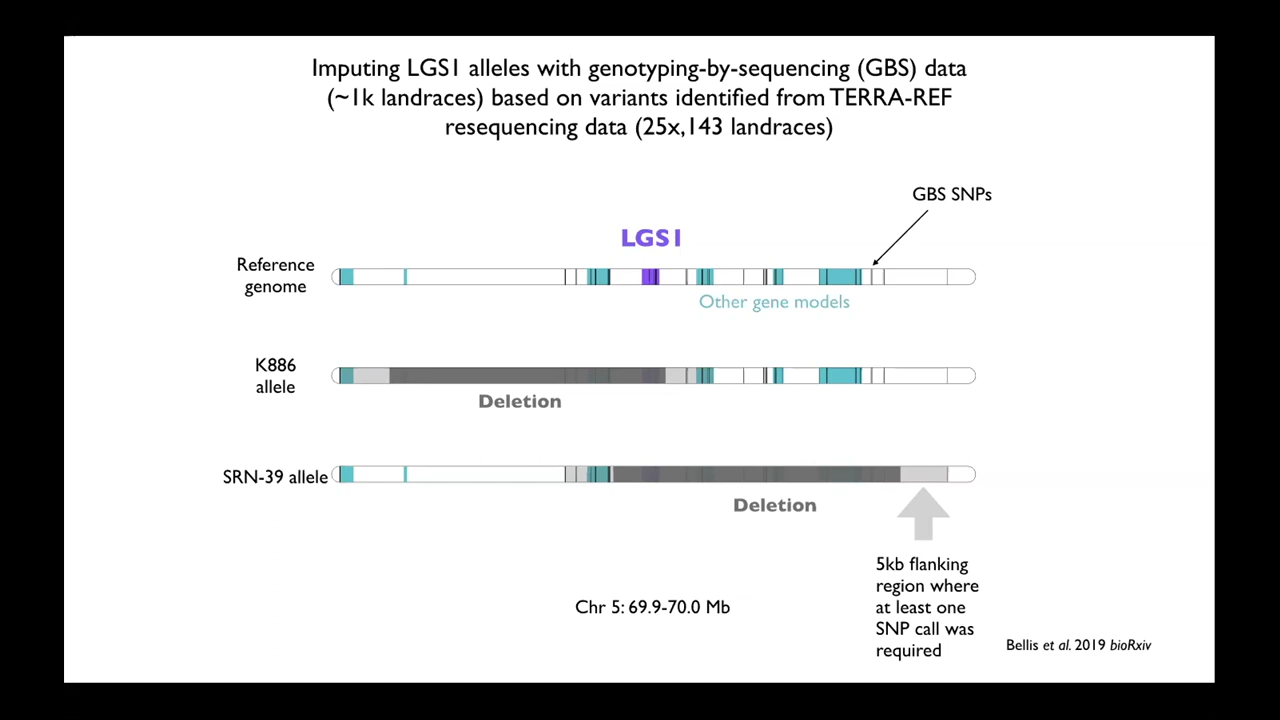 Imputing LGS1 alleles with genotyping-by-sequencing (GBS) data
(~1k landraces) based on variants identified from TERRA-REF
resequencing data (25x,143 landraces)
GBS SNPs
LGS1
Reference
genome
Other gene models
K886
allele
Deletion
SRN-39 allele
Deletion
5kb flanking
region where
at least one
SNP call was
required
Chr 5: 69.9-70.0 Mb
Bellis et al. 2019 bioRxiv